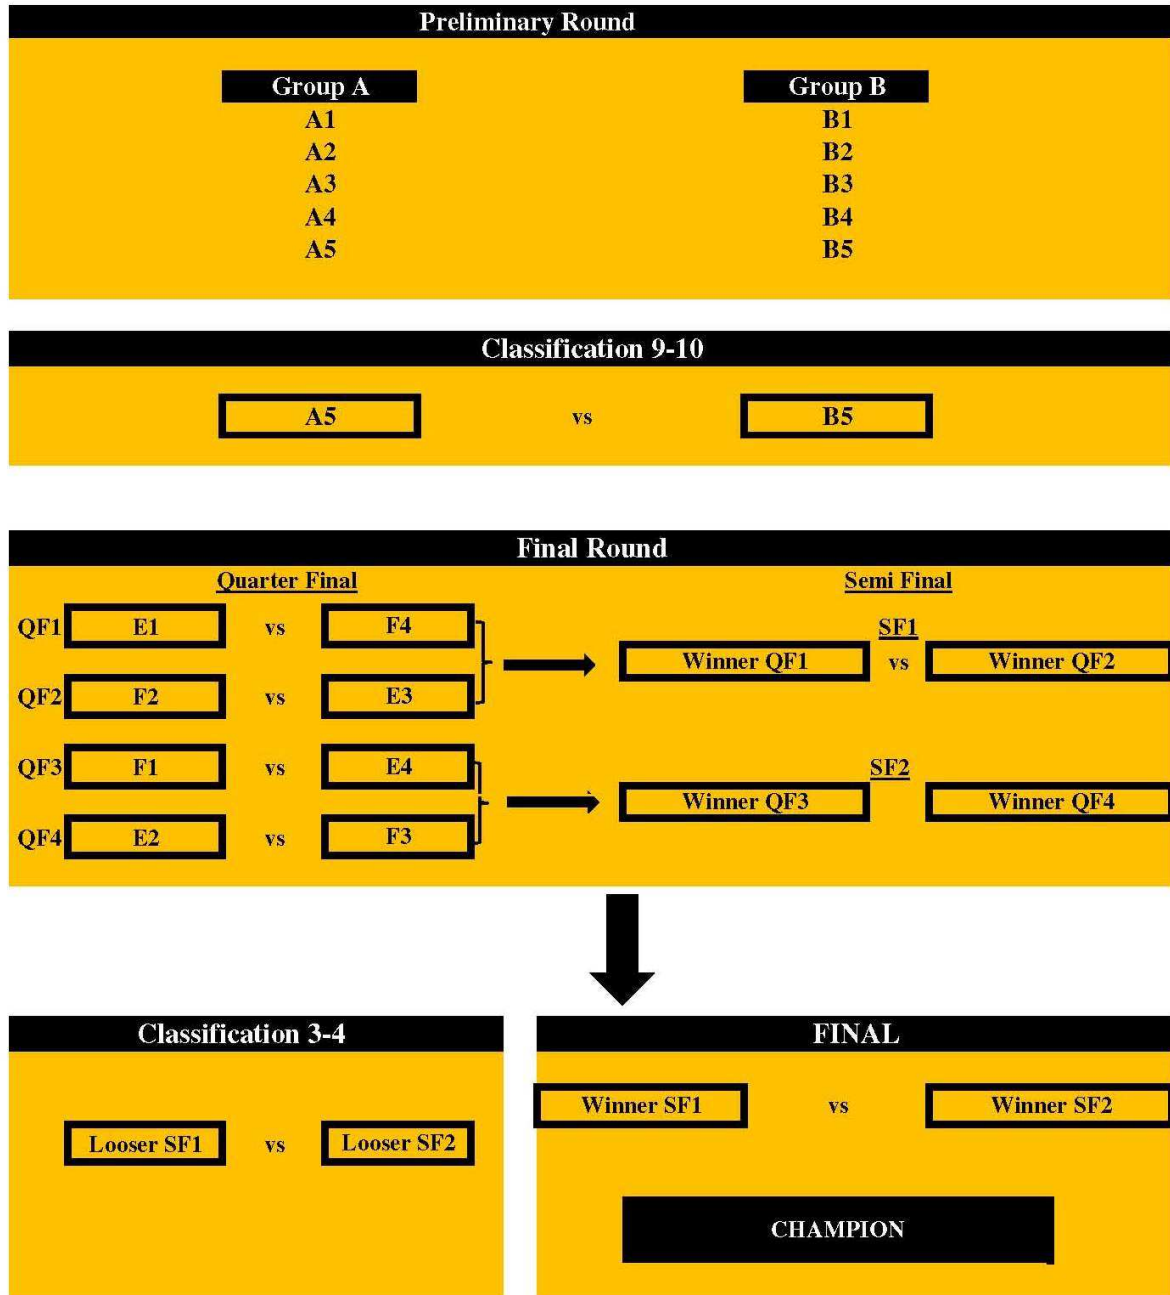 Preliminary Round
Group A Group B
A1 B1
A2 B2
A3 B3
A4 B4
A5 B5
Classification 9-10
A5 vs B5
Final Round
Quarter Final Semi Final
QF1 E1 vs F4
SF1
Winner QF1 vs Winner QF2
QF2 F2 vs E3
QF3 F1 vs E4
SF2
Winner QF3 Winner QF4
QF4 E2 vs F3
Classification 3-4
Looser SF1 vs Looser SF2
FINAL
Winner SF1 vs Winner SF2
CHAMPION